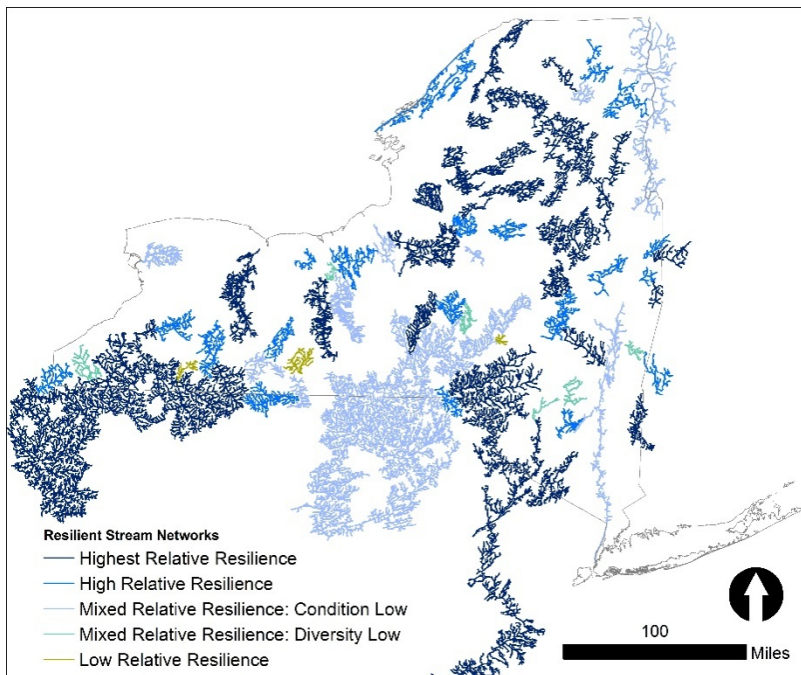 Resilient Stream Networks
Highest Relative Resilience
High Relative Resilience
Mixed Relative Resilience: Condition Low
Mixed Relative Resilience: Diversity Low
Low Relative Resilience
100
Miles